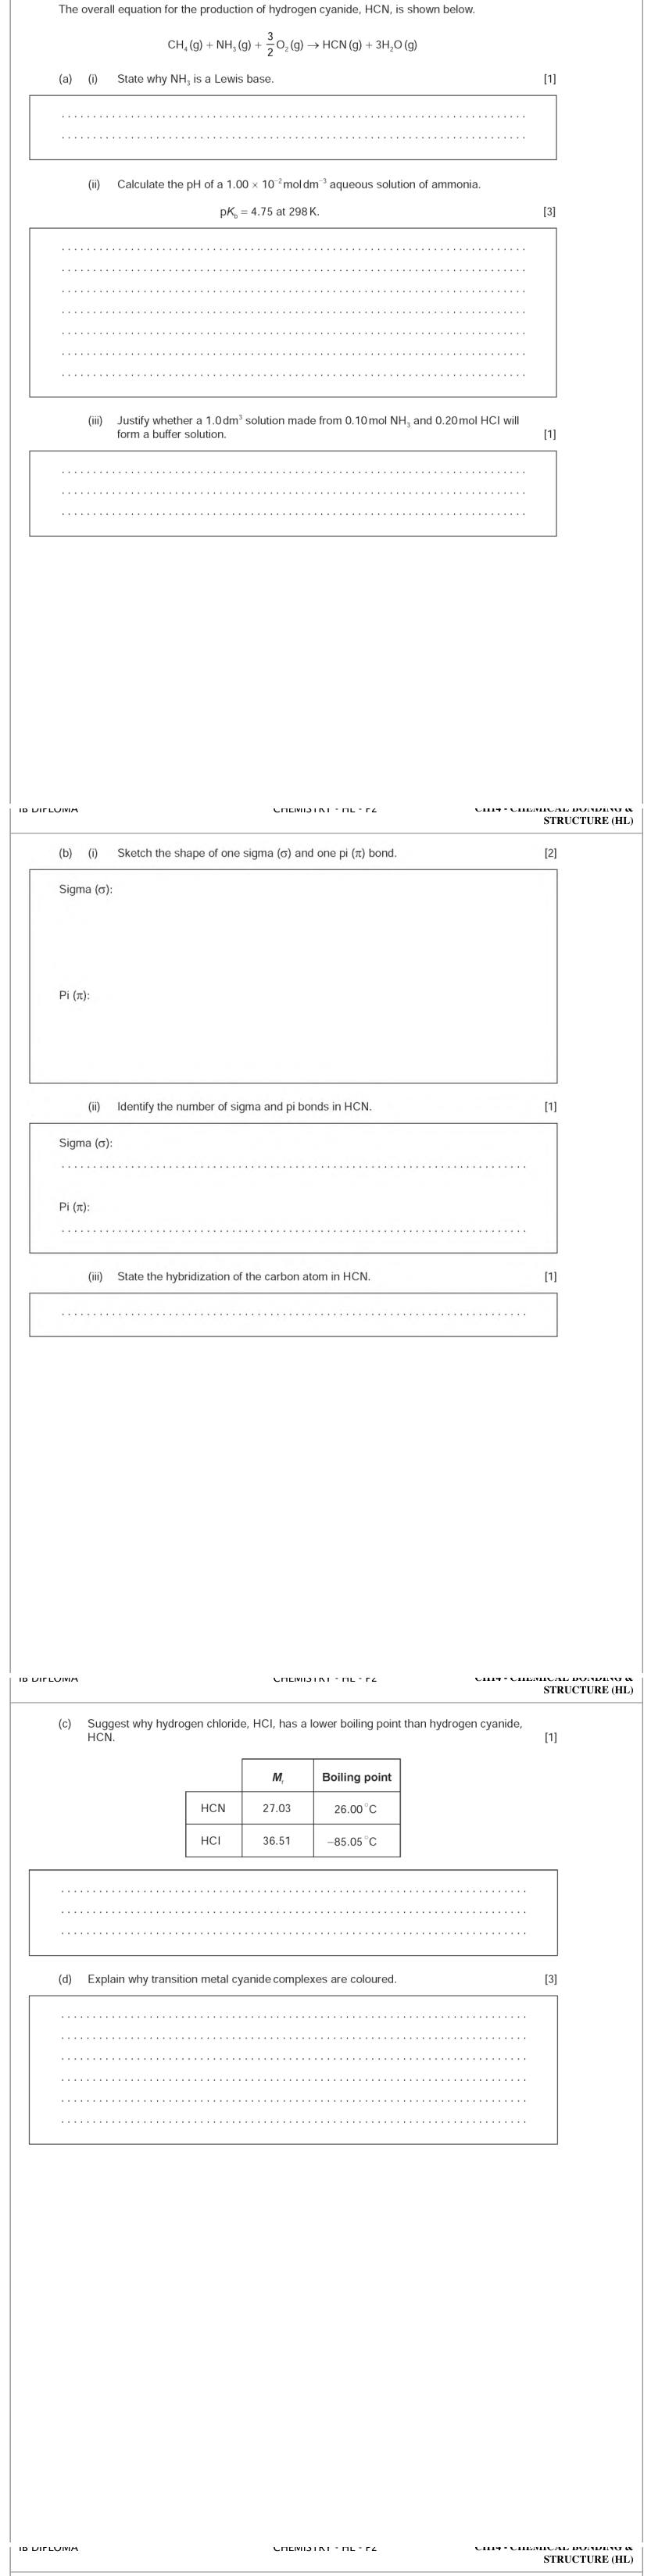 The overall equation for the production of hydrogen cyanide, HCN, is shown below.
CH₄(g) + NH₃(g) + 3/2 O₂(g) → HCN(g) + 3H₂O(g)
(a) (i) State why NH₃ is a Lewis base. [1]
(ii) Calculate the pH of a 1.00 × 10⁻² mol dm⁻³ aqueous solution of ammonia.
pK_b = 4.75 at 298 K. [3]
(iii) Justify whether a 1.0 dm³ solution made from 0.10 mol NH₃ and 0.20 mol HCl will
form a buffer solution. [1]
IB DIPLOMA CHEMISTRY - HL - P2 CH14 - CHEMICAL BONDING &
STRUCTURE (HL)
(b) (i) Sketch the shape of one sigma (σ) and one pi (π) bond. [2]
Sigma (σ):
Pi (π):
(ii) Identify the number of sigma and pi bonds in HCN. [1]
Sigma (σ):
Pi (π):
(iii) State the hybridization of the carbon atom in HCN. [1]
IB DIPLOMA CHEMISTRY - HL - P2 CH14 - CHEMICAL BONDING &
STRUCTURE (HL)
(c) Suggest why hydrogen chloride, HCl, has a lower boiling point than hydrogen cyanide,
HCN. [1]
Mᵣ Boiling point
HCN 27.03 26.00 °C
HCl 36.51 −85.05 °C
(d) Explain why transition metal cyanide complexes are coloured. [3]
IB DIPLOMA CHEMISTRY - HL - P2 CH14 - CHEMICAL BONDING &
STRUCTURE (HL)